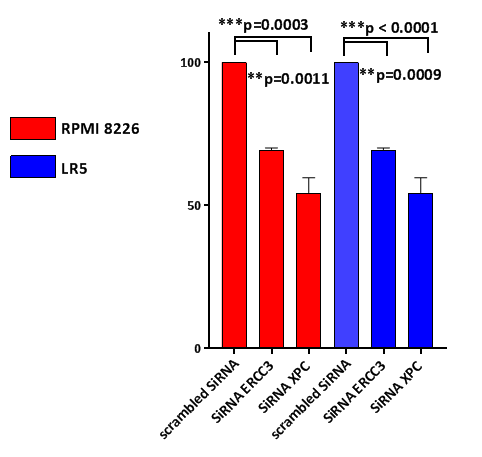 ***p=0.0003
***p < 0.0001
**p=0.0011
**p=0.0009
100
50
0
RPMI 8226
LR5
scrambled SiRNA
SiRNA ERCC3
SiRNA XPC
scrambled SiRNA
SiRNA ERCC3
SiRNA XPC